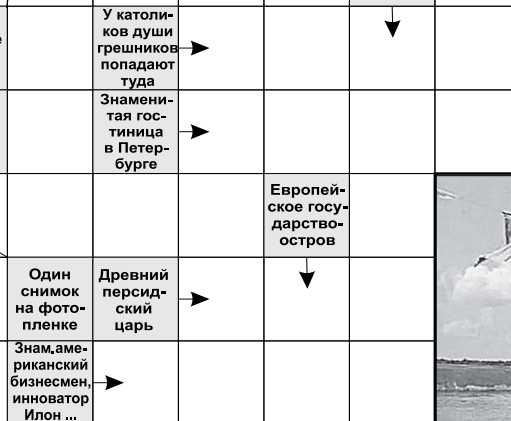 У католи-
ков души
грешников
попадают
туда
Знамени-
тая гос-
тиница
в Петер-
бурге
Европей-
ское госу-
дарство-
остров
Один
снимок
на фото-
пленке
Древний
персид-
ский
царь
Знам.аме-
риканский
бизнесмен,
инноватор
Илон ...